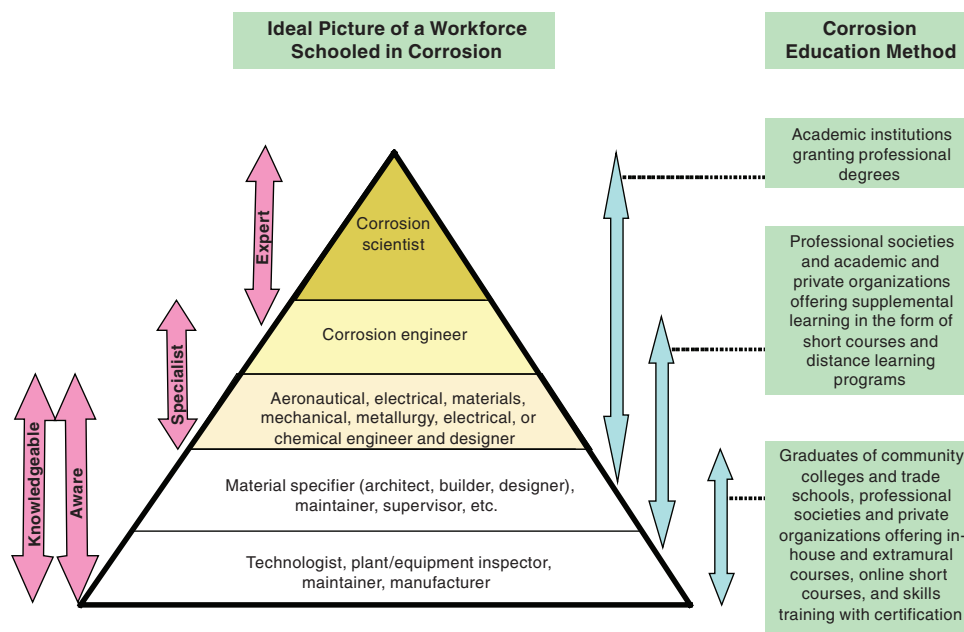 Ideal Picture of a Workforce
Schooled in Corrosion
Corrosion
Education Method
Expert
Specialist
Knowledgeable
Aware
Corrosion
scientist
Corrosion engineer
Aeronautical, electrical, materials,
mechanical, metallurgy, electrical, or
chemical engineer and designer
Material specifier (architect, builder, designer),
maintainer, supervisor, etc.
Technologist, plant/equipment inspector,
maintainer, manufacturer
Academic institutions
granting professional
degrees
Professional societies
and academic and
private organizations
offering supplemental
learning in the form of
short courses and
distance learning
programs
Graduates of community
colleges and trade
schools, professional
societies and private
organizations offering in-
house and extramural
courses, online short
courses, and skills
training with certification